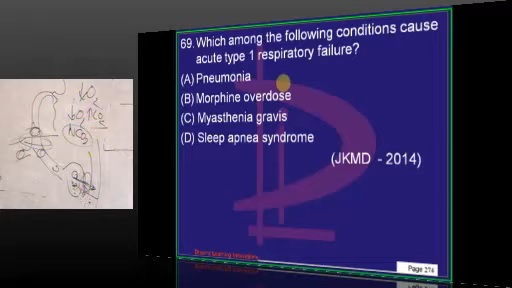 69. Which among the following conditions cause
acute type 1 respiratory failure?
(A) Pneumonia
(B) Morphine overdose
(C) Myasthenia gravis
(D) Sleep apnea syndrome
(JKMD - 2014)
Page 274